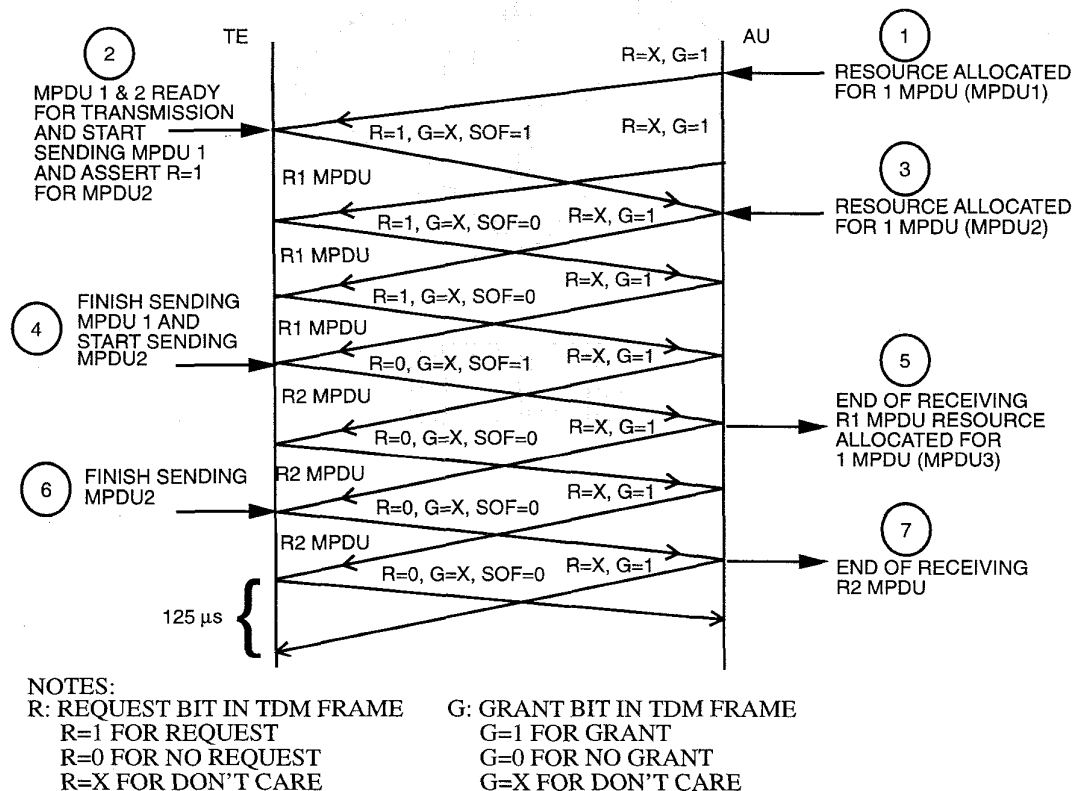 TE
AU
2
1
MPDU 1 & 2 READY
FOR TRANSMISSION
AND START
SENDING MPDU 1
AND ASSERT R=1
FOR MPDU2
R=X, G=1
RESOURCE ALLOCATED
FOR 1 MPDU (MPDU1)
R=1, G=X, SOF=1
R=X, G=1
R1 MPDU
3
RESOURCE ALLOCATED
FOR 1 MPDU (MPDU2)
R=1, G=X, SOF=0
R=X, G=1
R1 MPDU
R=1, G=X, SOF=0
R=X, G=1
4
FINISH SENDING
MPDU 1 AND
START SENDING
MPDU2
R1 MPDU
R=0, G=X, SOF=1
R=X, G=1
5
END OF RECEIVING
R1 MPDU RESOURCE
ALLOCATED FOR
1 MPDU (MPDU3)
R2 MPDU
R=0, G=X, SOF=0
R=X, G=1
6
FINISH SENDING
MPDU2
R2 MPDU
R=0, G=X, SOF=0
R=X, G=1
7
END OF RECEIVING
R2 MPDU
R2 MPDU
R=0, G=X, SOF=0
R=X, G=1
125 µs
NOTES:
R: REQUEST BIT IN TDM FRAME
R=1 FOR REQUEST
R=0 FOR NO REQUEST
R=X FOR DON'T CARE
G: GRANT BIT IN TDM FRAME
G=1 FOR GRANT
G=0 FOR NO GRANT
G=X FOR DON'T CARE